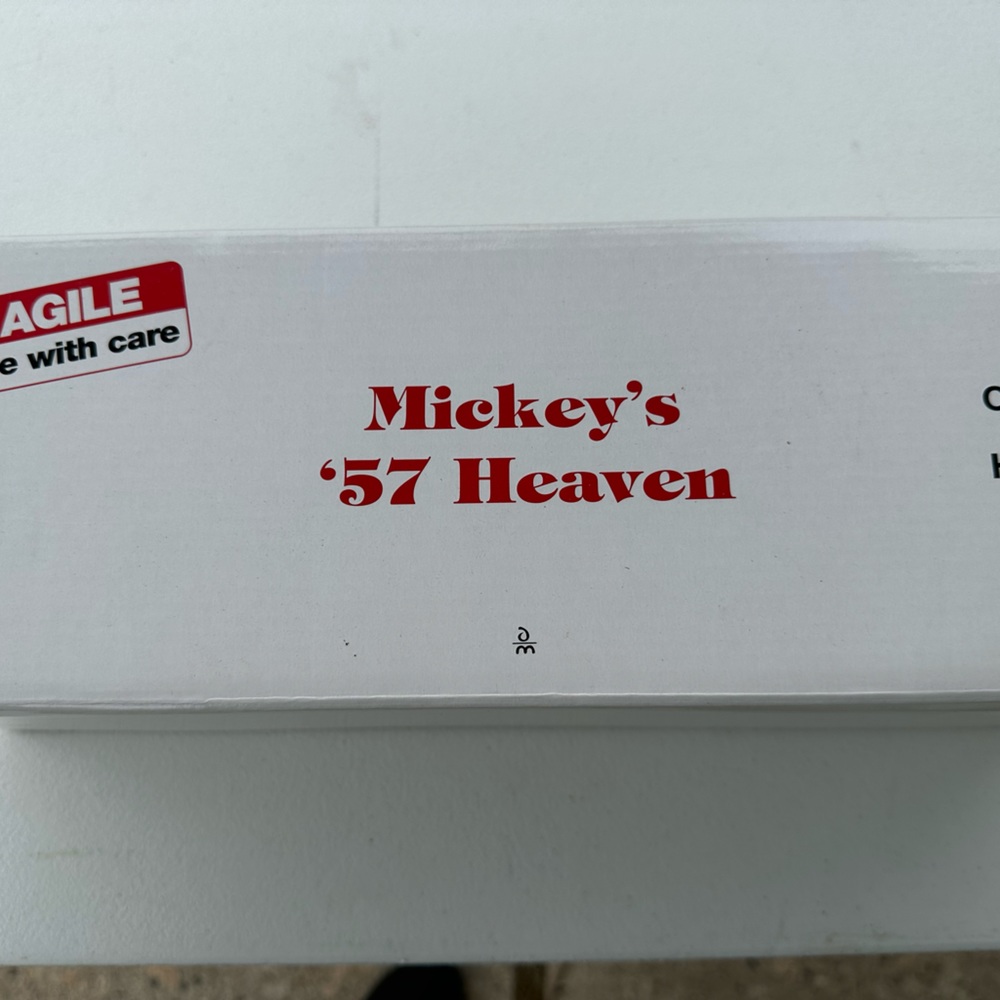 AGILE
e with care
Mickey’s
‘57 Heaven